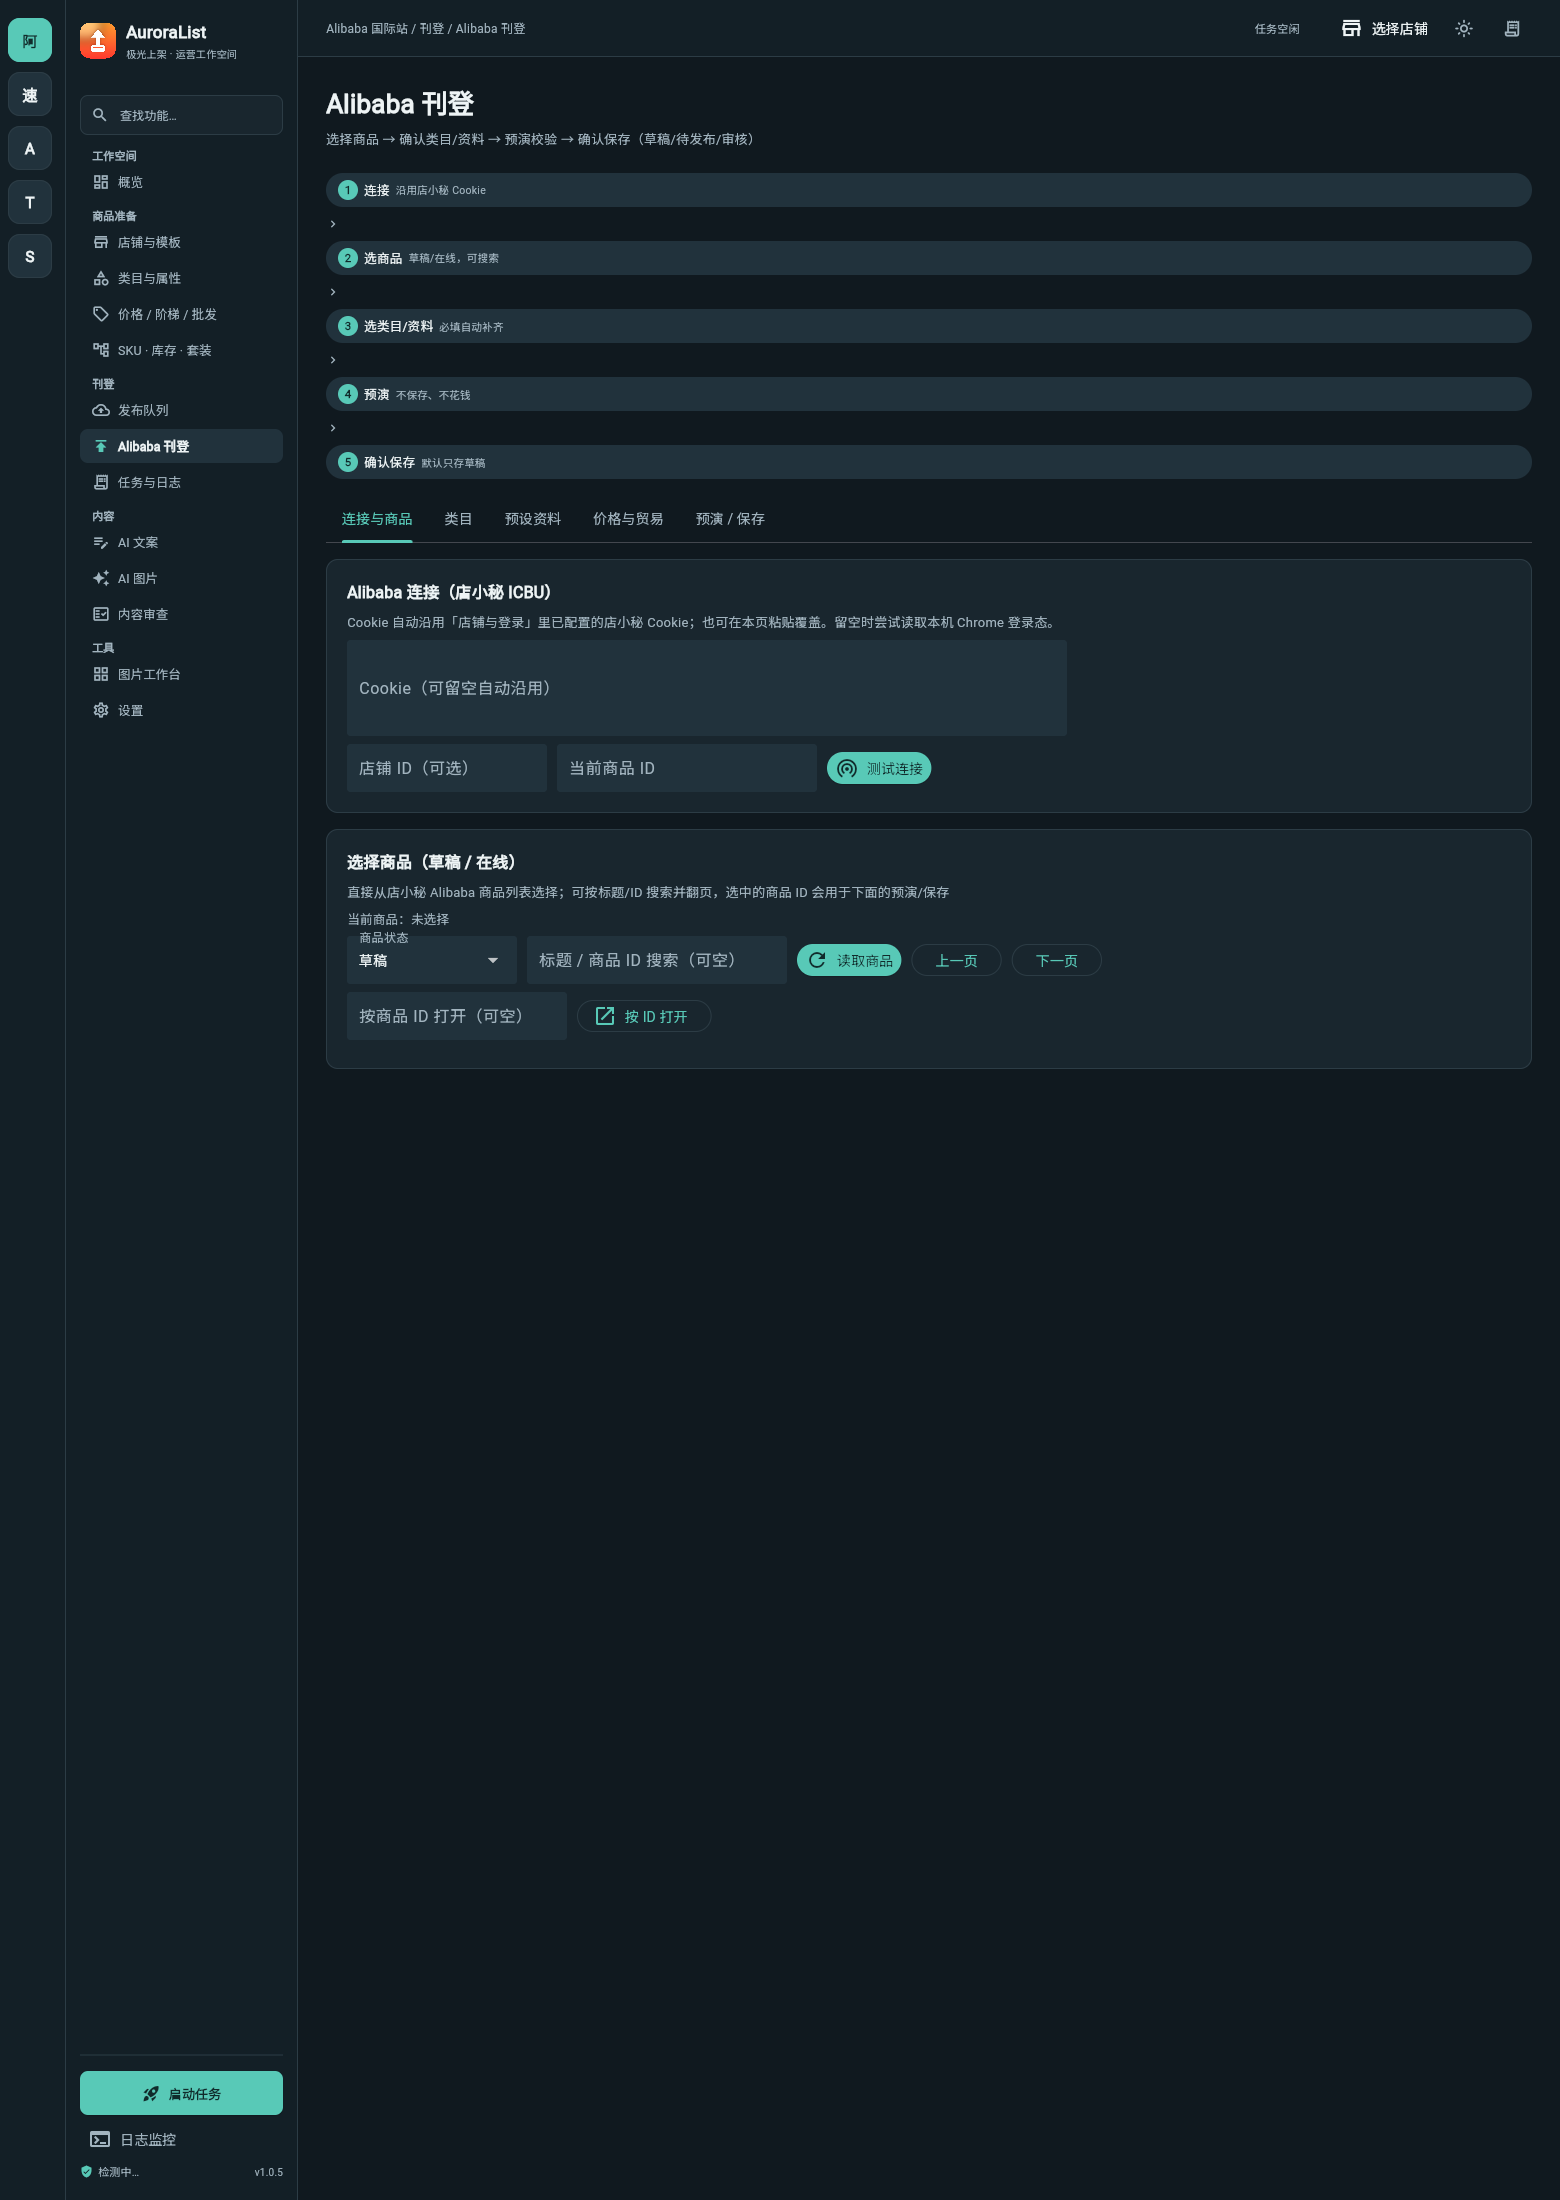 阿
速
A
T
S
AuroraList
极光上架 · 运营工作空间
查找功能...
工作空间
概览
商品准备
店铺与模板
类目与属性
价格 / 阶梯 / 批发
SKU · 库存 · 套装
刊登
发布队列
Alibaba 刊登
任务与日志
内容
AI 文案
AI 图片
内容审查
工具
图片工作台
设置
启动任务
日志监控
检测中...
v1.0.5
Alibaba 国际站 / 刊登 / Alibaba 刊登
任务空闲
选择店铺
Alibaba 刊登
选择商品 → 确认类目/资料 → 预演校验 → 确认保存（草稿/待发布/审核）
1 连接 沿用店小秘 Cookie
2 选商品 草稿/在线，可搜索
3 选类目/资料 必填自动补齐
4 预演 不保存、不花钱
5 确认保存 默认只存草稿
连接与商品 类目 预设资料 价格与贸易 预演 / 保存
Alibaba 连接（店小秘 ICBU）
Cookie 自动沿用「店铺与登录」里已配置的店小秘 Cookie；也可在本页粘贴覆盖。留空时尝试读取本机 Chrome 登录态。
Cookie（可留空自动沿用）
店铺 ID（可选） 当前商品 ID 测试连接
选择商品（草稿 / 在线）
直接从店小秘 Alibaba 商品列表选择；可按标题/ID 搜索并翻页，选中的商品 ID 会用于下面的预演/保存
当前商品：未选择
商品状态
草稿 标题 / 商品 ID 搜索（可空） 读取商品 上一页 下一页
按商品 ID 打开（可空） 按 ID 打开